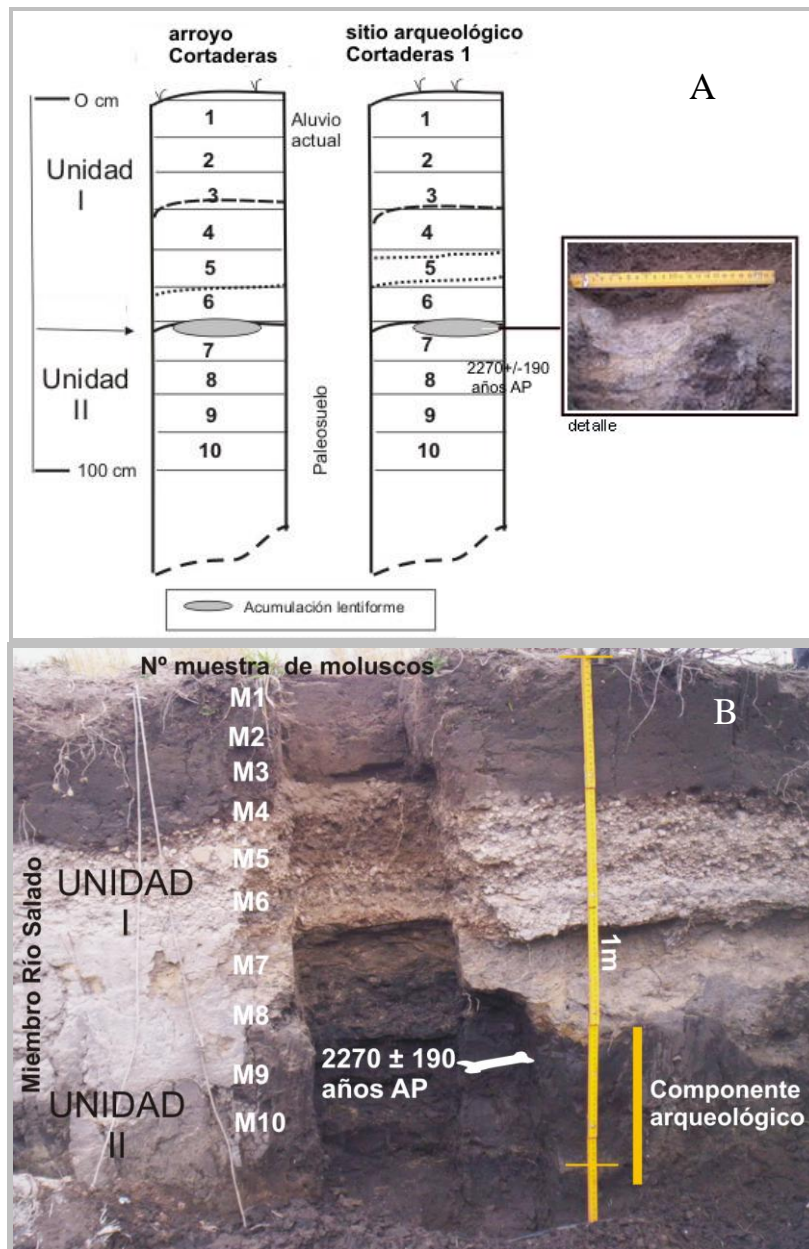 arroyo
Cortaderas
sitio arqueológico
Cortaderas 1
A
O cm
Unidad
I
Unidad
II
100 cm
1
2
3
4
5
6
7
8
9
10
Aluvio
actual
Paleosuelo
1
2
3
4
5
6
7
8
9
10
2270+/-190
años AP
detalle
Acumulación lentiforme
Nº muestra de moluscos
B
M1
M2
M3
M4
M5
M6
M7
M8
M9
M10
Miembro Río Salado
UNIDAD
I
UNIDAD
II
1m
2270 ± 190
años AP
Componente
arqueológico